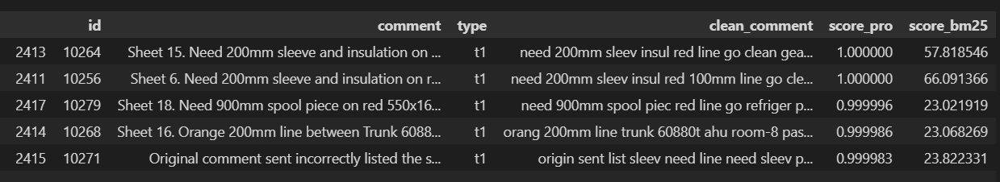 id comment type clean_comment score_pro score_bm25
2413 10264 Sheet 15. Need 200mm sleeve and insulation on ... t1 need 200mm sleev insul red line go clean gea... 1.000000 57.818546
2411 10256 Sheet 6. Need 200mm sleeve and insulation on r... t1 need 200mm sleev insul red 100mm line go cle... 1.000000 66.091366
2417 10279 Sheet 18. Need 900mm spool piece on red 550x16... t1 need 900mm spool piec red line go refriger p... 0.999996 23.021919
2414 10268 Sheet 16. Orange 200mm line between Trunk 6088... t1 orang 200mm line trunk 60880t ahu room-8 pas... 0.999986 23.068269
2415 10271 Original comment sent incorrectly listed the s... t1 origin sent list sleev need line need sleev p... 0.999983 23.822331